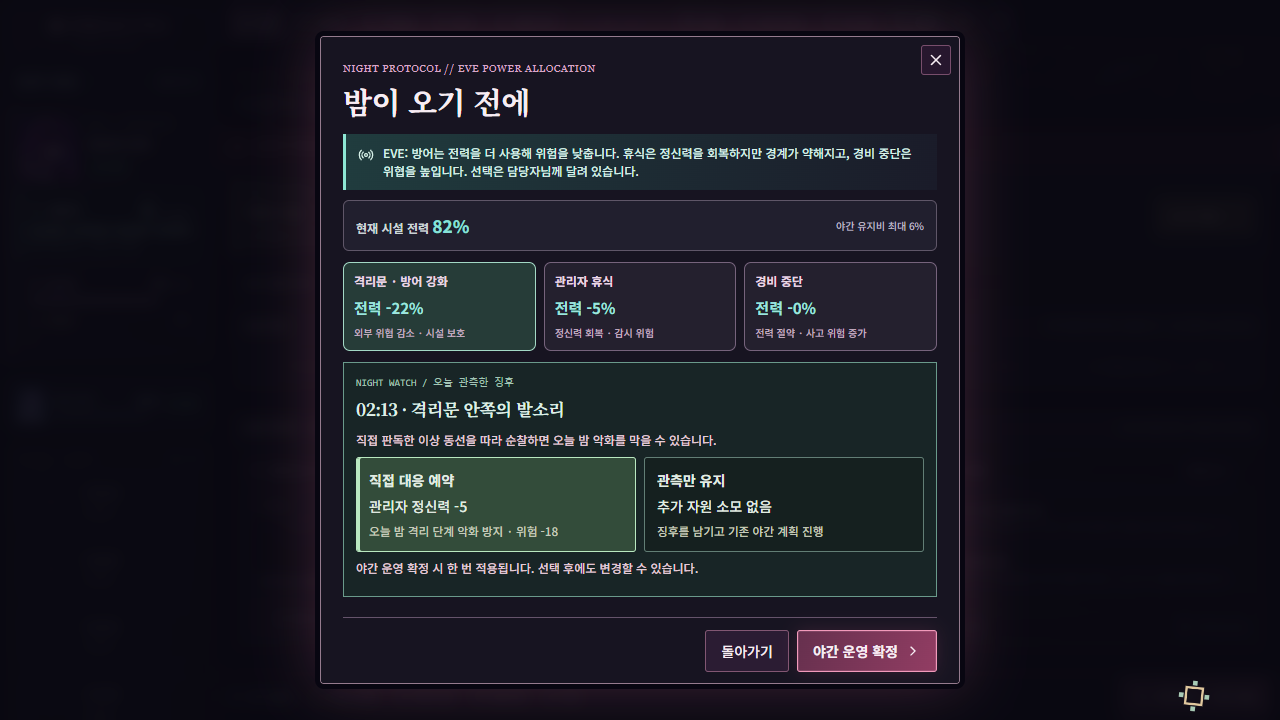 NIGHT PROTOCOL // EVE POWER ALLOCATION
밤이 오기 전에
EVE: 방어는 전력을 더 사용해 위험을 낮춥니다. 휴식은 정신력을 회복하지만 경계가 약해지고, 경비 중단은
위협을 높입니다. 선택은 담당자님께 달려 있습니다.
현재 시설 전력 82%
야간 유지비 최대 6%
격리문 · 방어 강화
전력 -22%
외부 위협 감소 · 시설 보호
관리자 휴식
전력 -5%
정신력 회복 · 감시 위험
경비 중단
전력 -0%
전력 절약 · 사고 위험 증가
NIGHT WATCH / 오늘 관측한 징후
02:13 · 격리문 안쪽의 발소리
직접 판독한 이상 동선을 따라 순찰하면 오늘 밤 악화를 막을 수 있습니다.
직접 대응 예약
관리자 정신력 -5
오늘 밤 격리 단계 악화 방지 · 위험 -18
관측만 유지
추가 자원 소모 없음
징후를 남기고 기존 야간 계획 진행
야간 운영 확정 시 한 번 적용됩니다. 선택 후에도 변경할 수 있습니다.
돌아가기
야간 운영 확정